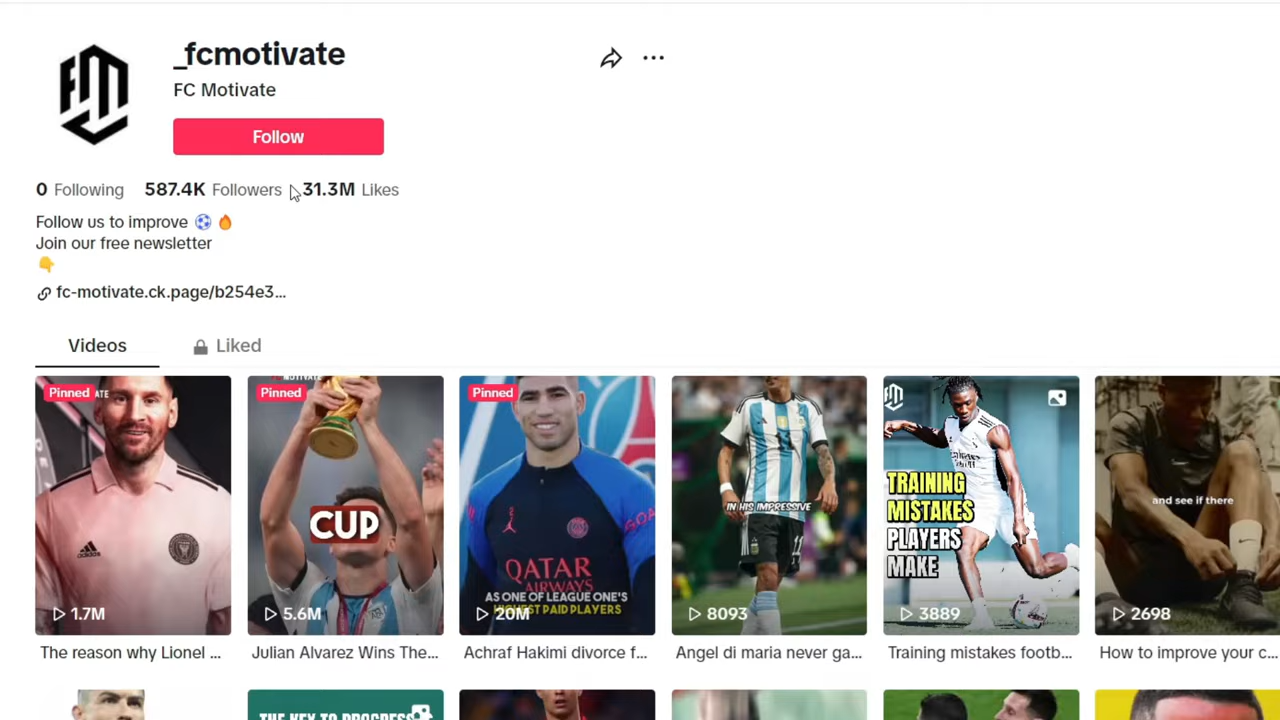 _fcmotivate
FC Motivate
Follow
0 Following 587.4K Followers 31.3M Likes
Follow us to improve ⚽ 🔥
Join our free newsletter
👇
fc-motivate.ck.page/b254e3...
Videos Liked
Pinned
1.7M
The reason why Lionel ...
Pinned
CUP
5.6M
Julian Alvarez Wins The...
Pinned
QATAR
AIRWAYS
AS ONE OF LEAGUE ONE'S
HIGHEST PAID PLAYERS
20M
Achraf Hakimi divorce f...
IN HIS IMPRESSIVE
8093
Angel di maria never ga...
TRAINING
MISTAKES
PLAYERS
MAKE
3889
Training mistakes footb...
and see if there
2698
How to improve your c...
THE KEY TO PROGRESS